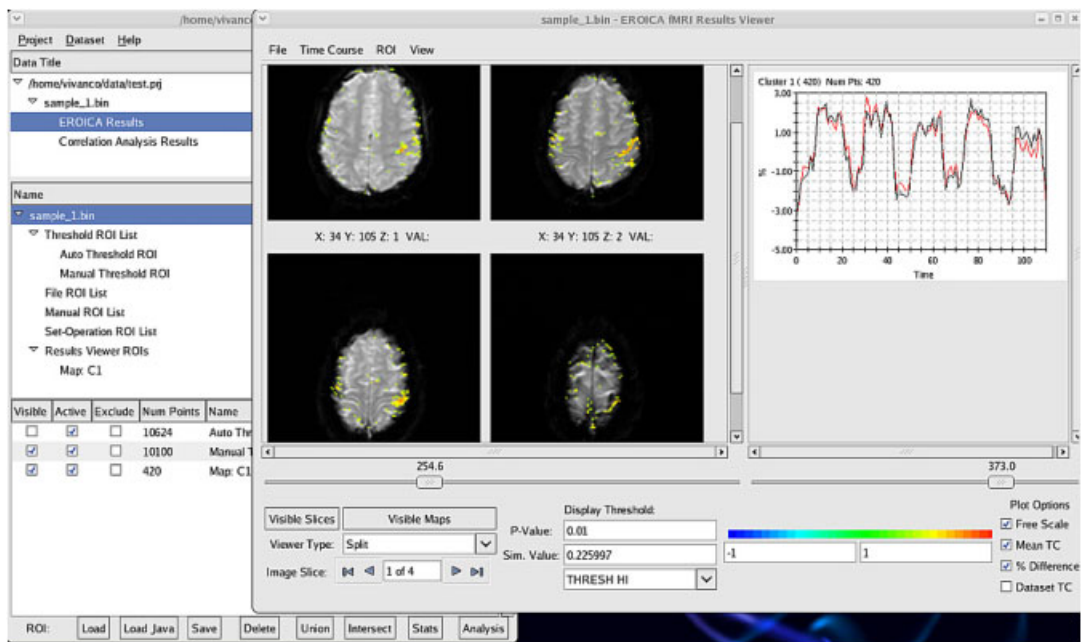 /home/vivanc
Project Dataset Help
Data Title
/home/vivanco/data/test.prj
sample_1.bin
EROICA Results
Correlation Analysis Results
Name
sample_1.bin
Threshold ROI List
Auto Threshold ROI
Manual Threshold ROI
File ROI List
Manual ROI List
Set-Operation ROI List
Results Viewer ROIs
Map: C1
Visible Active Exclude Num Points Name
10624 Auto Thr
10100 Manual T
420 Map: C1
ROI: Load Load Java Save Delete Union Intersect Stats Analysis
sample_1.bin - EROICA fMRI Results Viewer
File Time Course ROI View
X: 34 Y: 105 Z: 1 VAL:
X: 34 Y: 105 Z: 2 VAL:
Cluster 1 ( 420) Num Pts: 420
3.00
1.00
-1.00
-3.00
-5.00
%
0 20 40 60 80 100
Time
254.6
373.0
Visible Slices Visible Maps
Viewer Type: Split
Image Slice: 1 of 4
Display Threshold:
P-Value: 0.01
Sim. Value: 0.225997
THRESH HI
-1 1
Plot Options
Free Scale
Mean TC
% Difference
Dataset TC